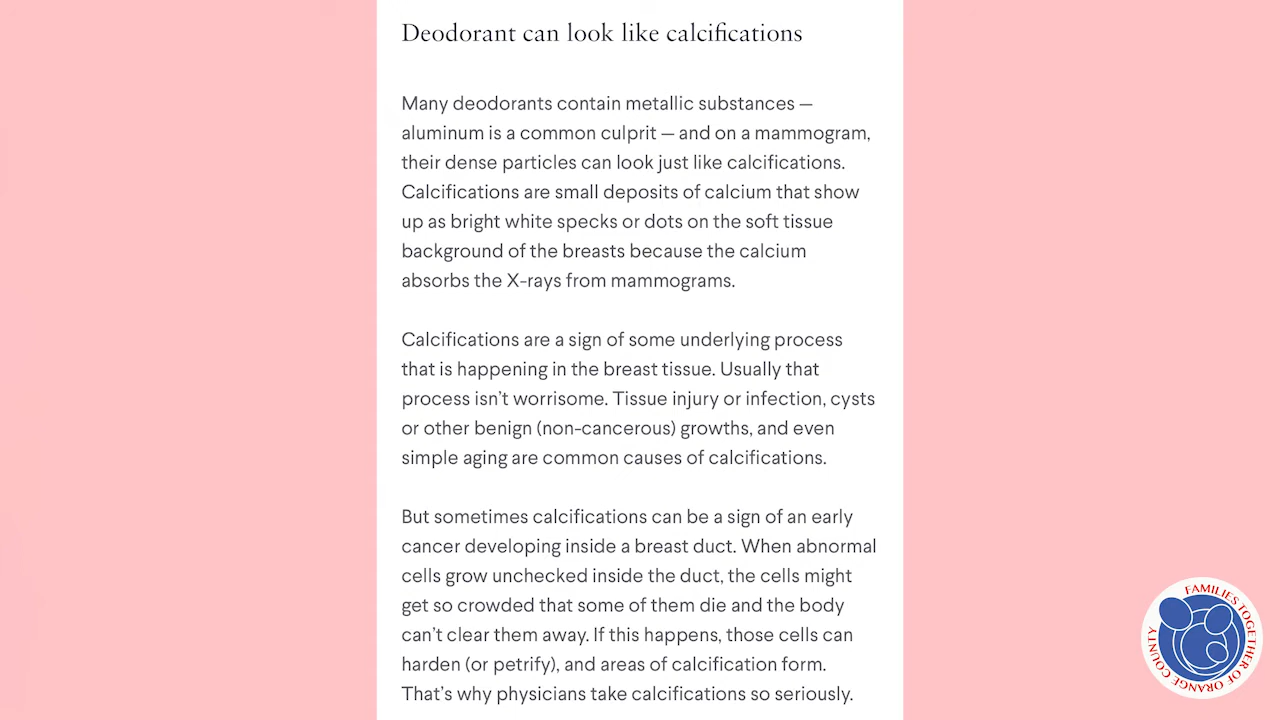 Deodorant can look like calcifications
Many deodorants contain metallic substances —
aluminum is a common culprit — and on a mammogram,
their dense particles can look just like calcifications.
Calcifications are small deposits of calcium that show
up as bright white specks or dots on the soft tissue
background of the breasts because the calcium
absorbs the X-rays from mammograms.
Calcifications are a sign of some underlying process
that is happening in the breast tissue. Usually that
process isn’t worrisome. Tissue injury or infection, cysts
or other benign (non-cancerous) growths, and even
simple aging are common causes of calcifications.
But sometimes calcifications can be a sign of an early
cancer developing inside a breast duct. When abnormal
cells grow unchecked inside the duct, the cells might
get so crowded that some of them die and the body
can’t clear them away. If this happens, those cells can
harden (or petrify), and areas of calcification form.
That’s why physicians take calcifications so seriously.
FAMILIES TOGETHER OF ORANGE COUNTY